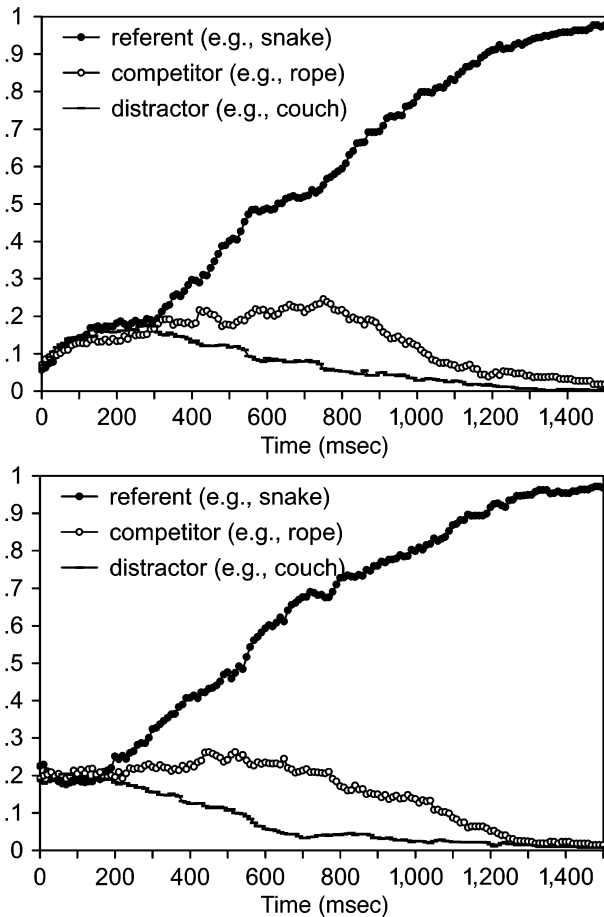 1
.9
.8
.7
.6
.5
.4
.3
.2
.1
0
referent (e.g., snake)
competitor (e.g., rope)
distractor (e.g., couch)
0 200 400 600 800 1,000 1,200 1,400
Time (msec)
1
.9
.8
.7
.6
.5
.4
.3
.2
.1
0
referent (e.g., snake)
competitor (e.g., rope)
distractor (e.g., couch)
0 200 400 600 800 1,000 1,200 1,400
Time (msec)